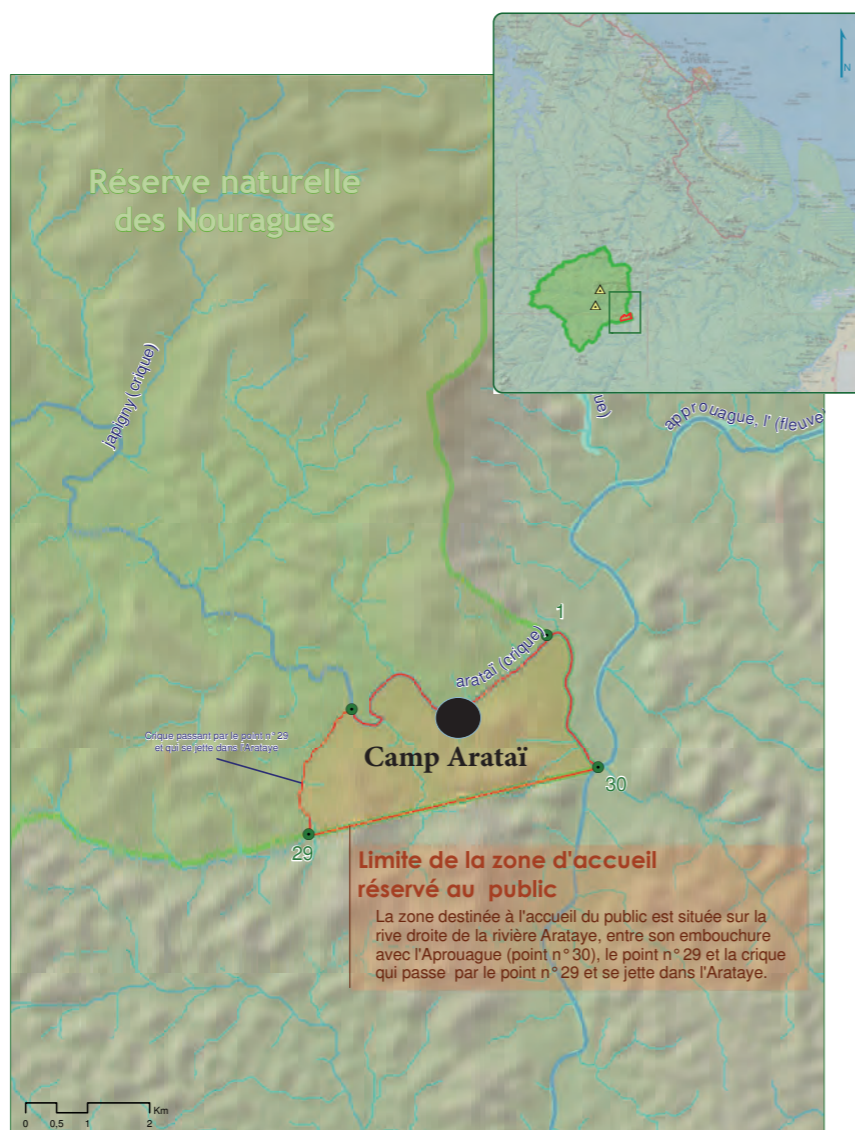 N
Réserve naturelle
des Nouragues
japigny (crique)
ue)
approuague, l' (fleuve)
1
arataï (crique)
Crique passant par le point n°29
et qui se jette dans l'Arataye
Camp Arataï
30
29
Limite de la zone d'accueil
réservé au public
La zone destinée à l'accueil du public est située sur la
rive droite de la rivière Arataye, entre son embouchure
avec l'Aprouague (point n°30), le point n°29 et la crique
qui passe par le point n°29 et se jette dans l'Arataye.
Km
0 0,5 1 2